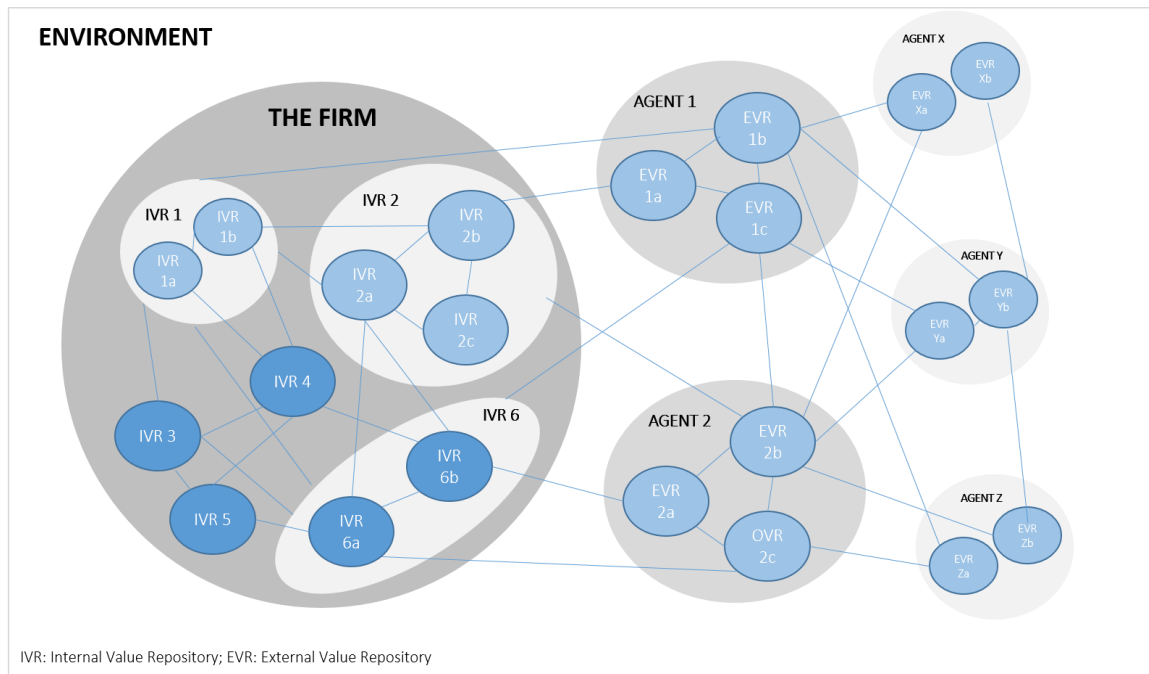 ENVIRONMENT
THE FIRM
IVR 1
IVR
1a
IVR
1b
IVR 2
IVR
2a
IVR
2b
IVR
2c
IVR 3
IVR 4
IVR 5
IVR 6
IVR
6a
IVR
6b
AGENT 1
EVR
1a
EVR
1b
EVR
1c
AGENT 2
EVR
2a
EVR
2b
OVR
2c
AGENT X
EVR
Xa
EVR
Xb
AGENT Y
EVR
Ya
EVR
Yb
AGENT Z
EVR
Za
EVR
Zb
IVR: Internal Value Repository; EVR: External Value Repository